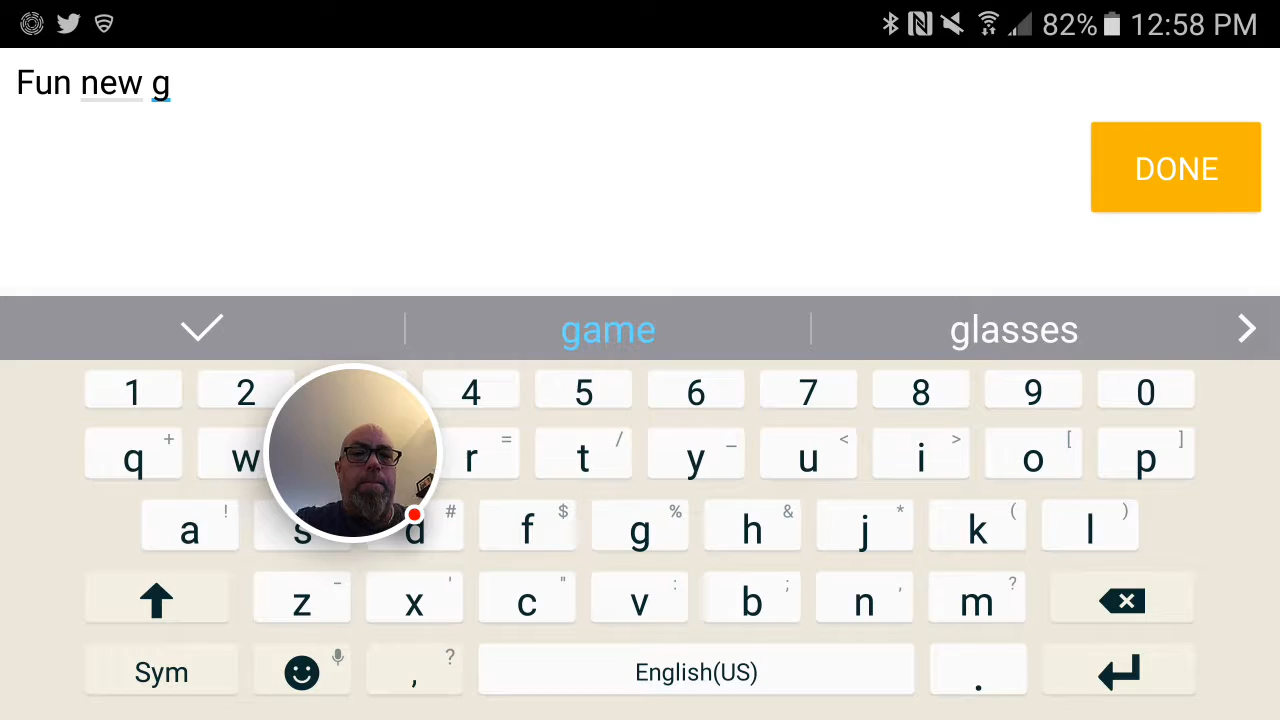 82% 12:58 PM
Fun new g
DONE
game glasses
1 2 4 5 6 7 8 9 0
q + w r = t / y _ u < i > o [ p ]
a ! s d # f $ g % h & j * k ( l )
z - x ' c " v : b ; n , m ?
Sym , ? English(US) .